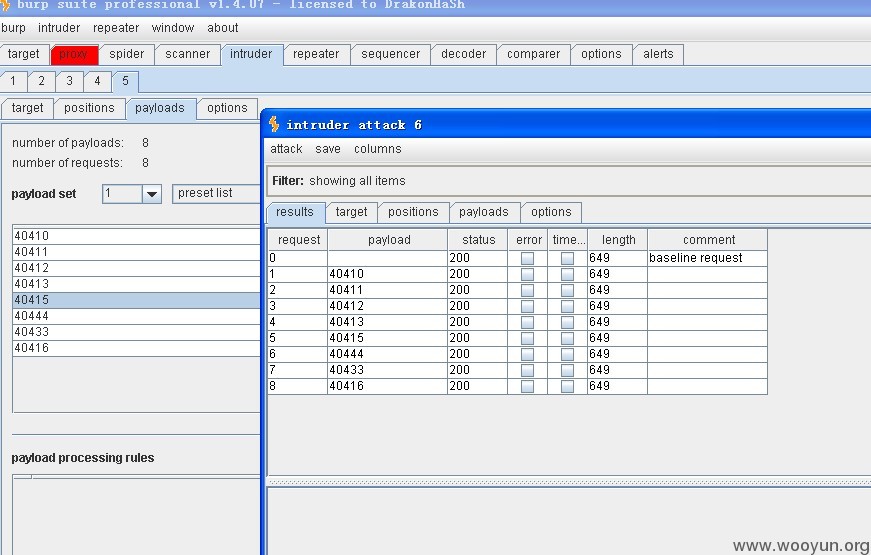 burp suite professional v1.4.07 - licensed to DrakonHaSh
burp intruder repeater window about
target proxy spider scanner intruder repeater sequencer decoder comparer options alerts
1 2 3 4 5
target positions payloads options
number of payloads: 8
number of requests: 8
payload set 1 preset list
40410
40411
40412
40413
40415
40444
40433
40416
payload processing rules
intruder attack 6
attack save columns
Filter: showing all items
results target positions payloads options
request payload status error time... length comment
0 200 649 baseline request
1 40410 200 649
2 40411 200 649
3 40412 200 649
4 40413 200 649
5 40415 200 649
6 40444 200 649
7 40433 200 649
8 40416 200 649
www.wooyun.org